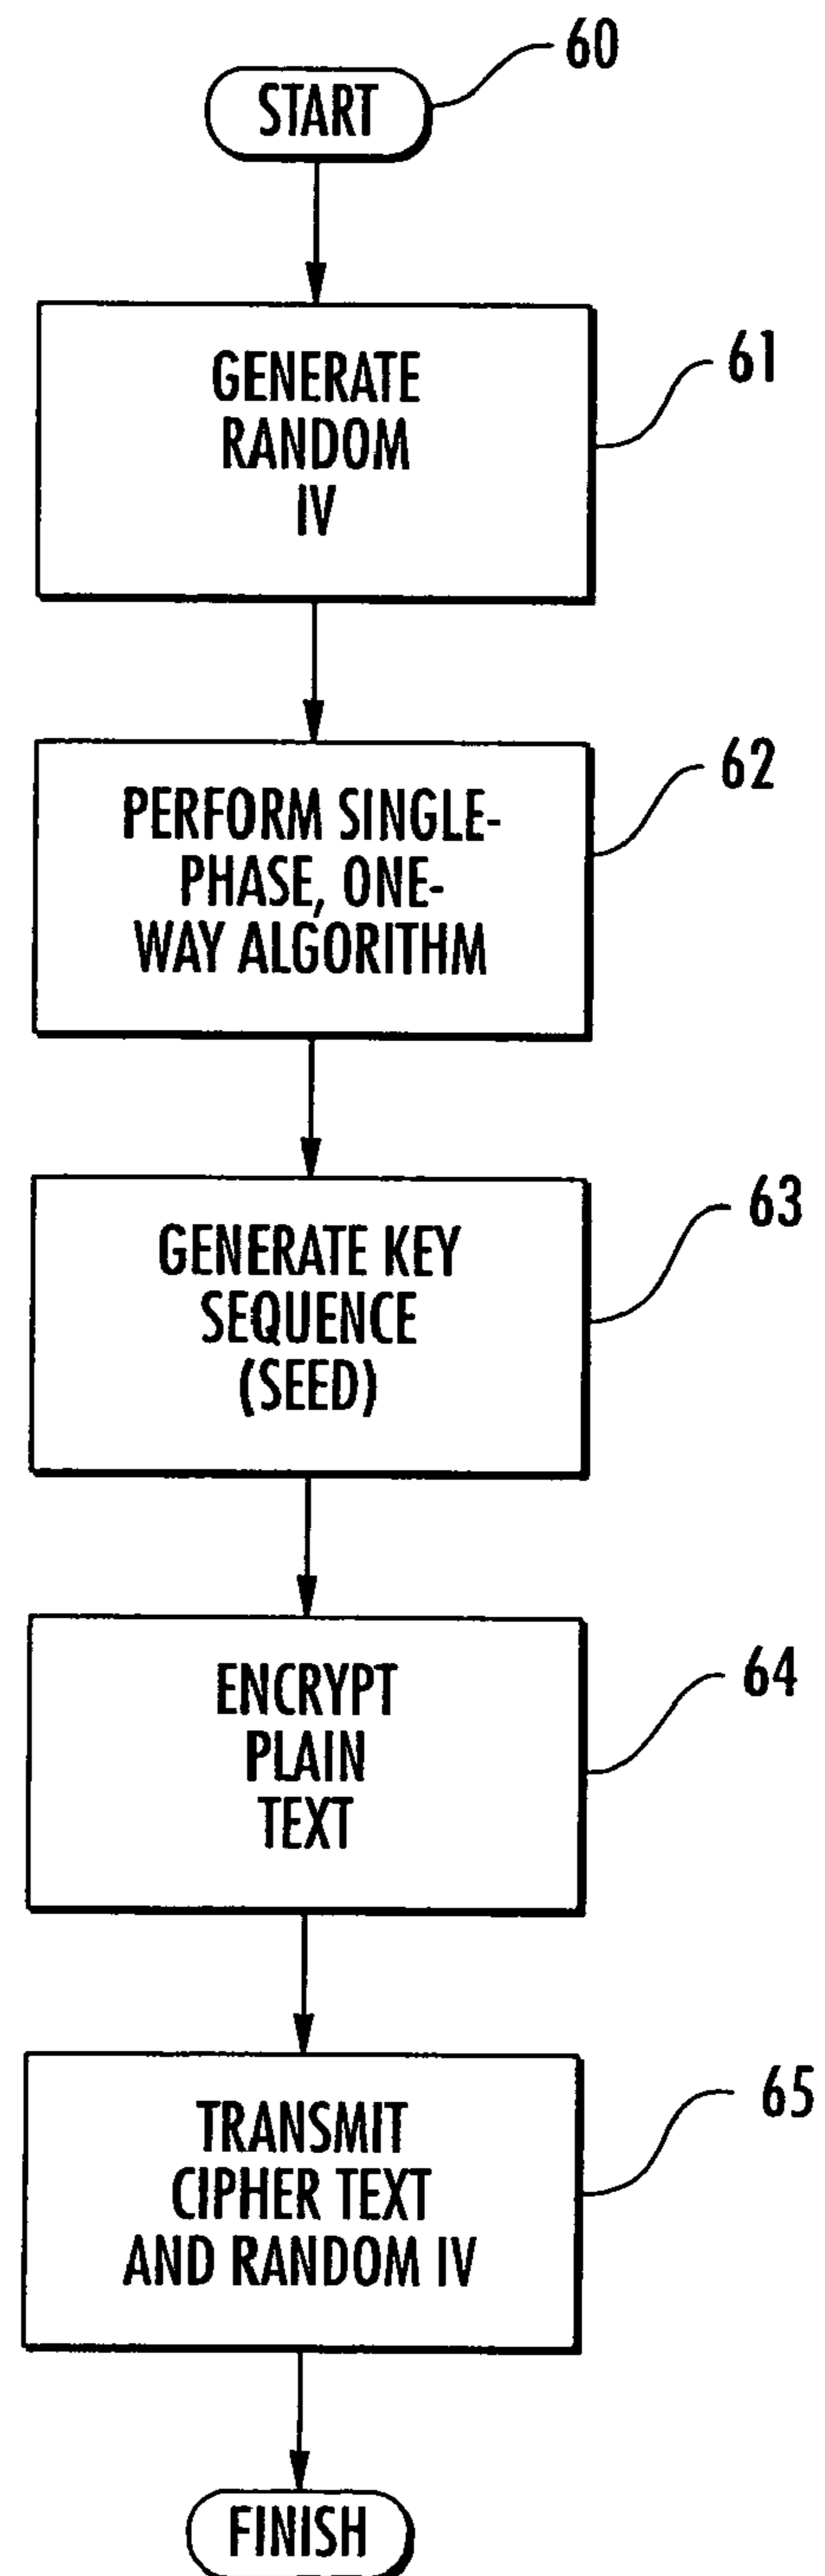 60
START
61
GENERATE
RANDOM
IV
62
PERFORM SINGLE-
PHASE, ONE-
WAY ALGORITHM
63
GENERATE KEY
SEQUENCE
(SEED)
64
ENCRYPT
PLAIN
TEXT
65
TRANSMIT
CIPHER TEXT
AND RANDOM IV
FINISH